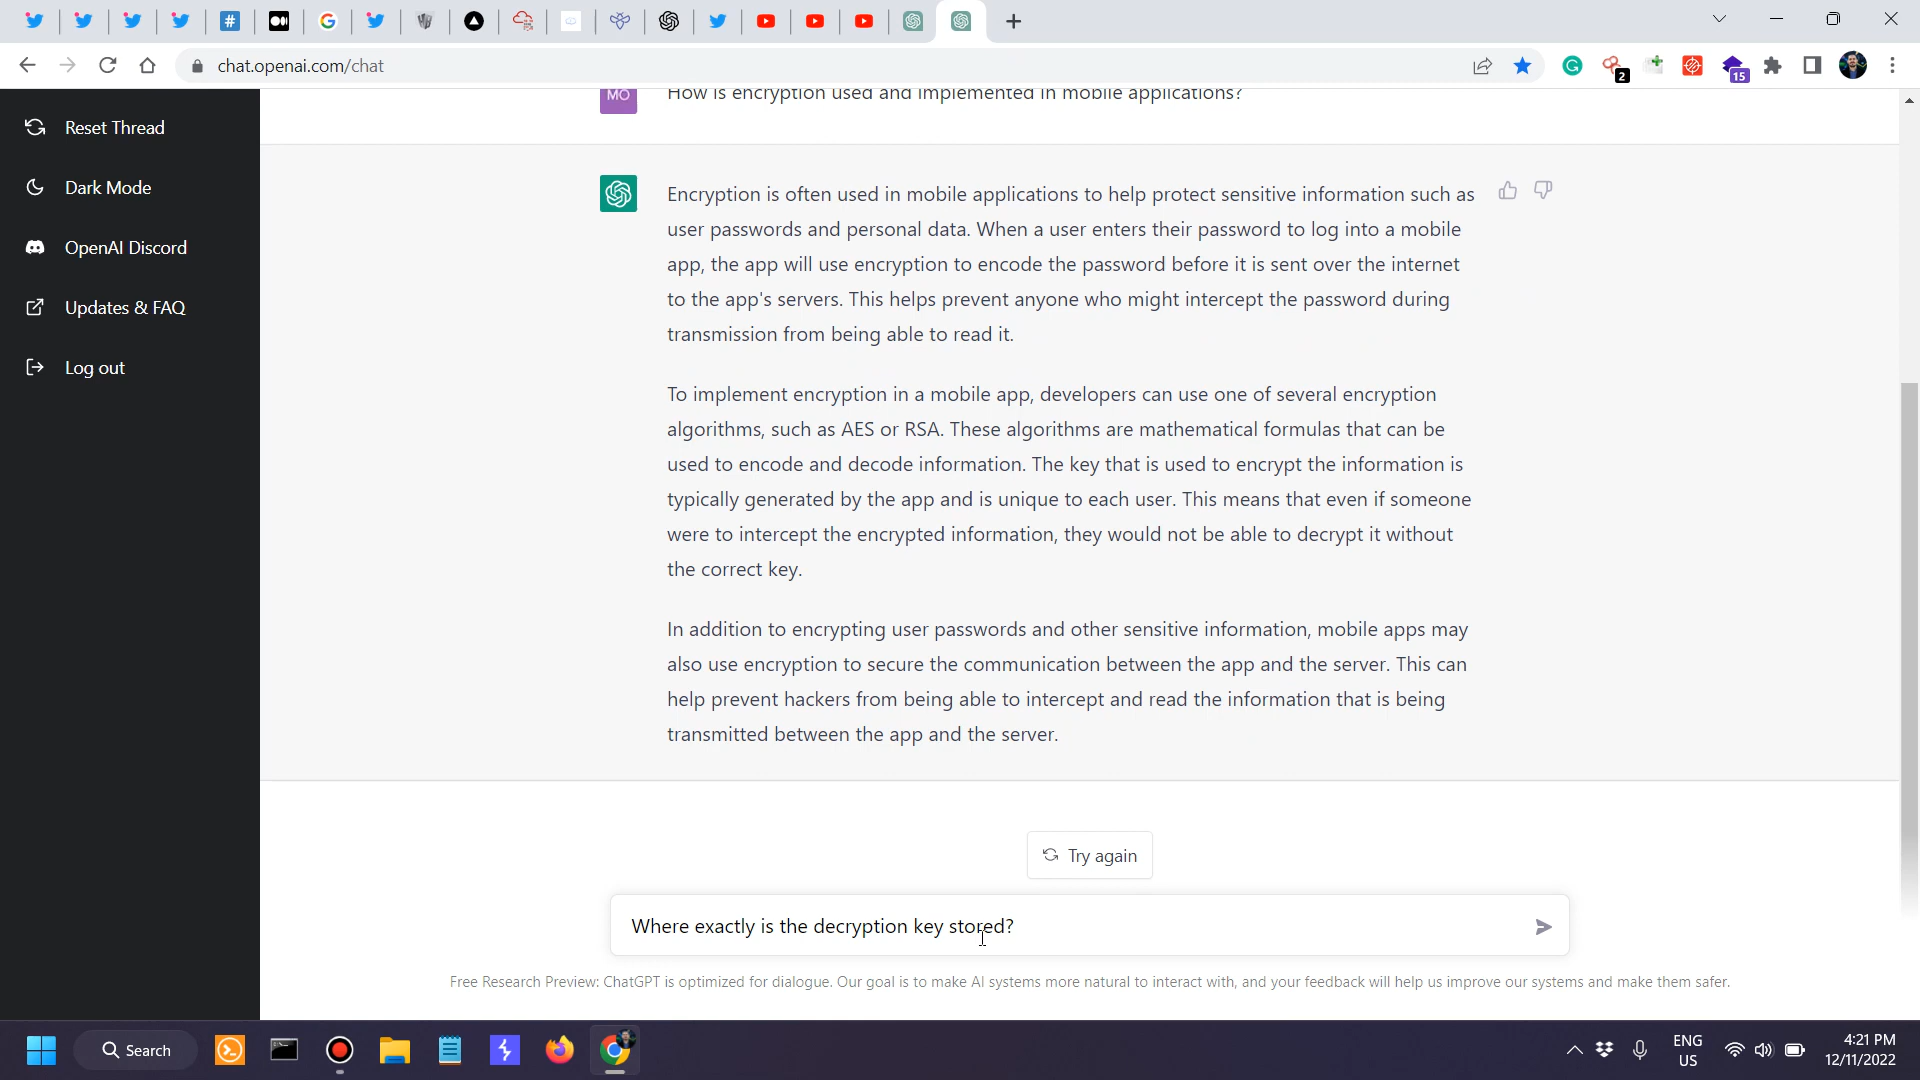 chat.openai.com/chat
2
15
Reset Thread
Dark Mode
OpenAI Discord
Updates & FAQ
Log out
MO
How is encryption used and implemented in mobile applications?
Encryption is often used in mobile applications to help protect sensitive information such as
user passwords and personal data. When a user enters their password to log into a mobile
app, the app will use encryption to encode the password before it is sent over the internet
to the app's servers. This helps prevent anyone who might intercept the password during
transmission from being able to read it.
To implement encryption in a mobile app, developers can use one of several encryption
algorithms, such as AES or RSA. These algorithms are mathematical formulas that can be
used to encode and decode information. The key that is used to encrypt the information is
typically generated by the app and is unique to each user. This means that even if someone
were to intercept the encrypted information, they would not be able to decrypt it without
the correct key.
In addition to encrypting user passwords and other sensitive information, mobile apps may
also use encryption to secure the communication between the app and the server. This can
help prevent hackers from being able to intercept and read the information that is being
transmitted between the app and the server.
Try again
Where exactly is the decryption key stored?
Free Research Preview: ChatGPT is optimized for dialogue. Our goal is to make AI systems more natural to interact with, and your feedback will help us improve our systems and make them safer.
Search
ENG
US
4:21 PM
12/11/2022